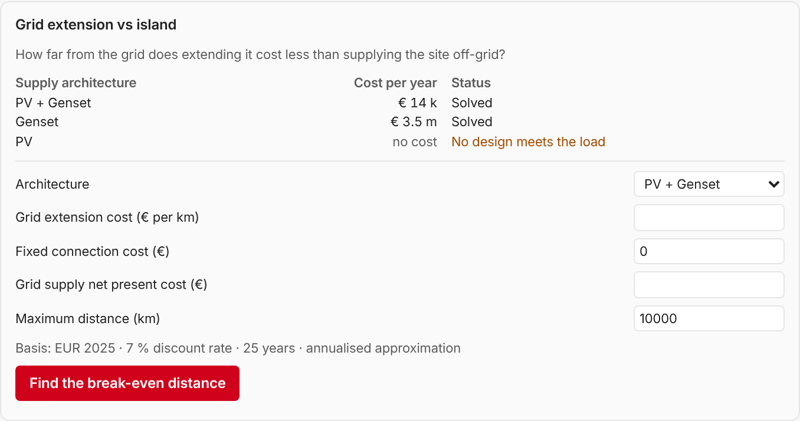 Grid extension vs island
How far from the grid does extending it cost less than supplying the site off-grid?
Supply architecture Cost per year Status
PV + Genset € 14 k Solved
Genset € 3.5 m Solved
PV no cost No design meets the load
Architecture PV + Genset
Grid extension cost (€ per km)
Fixed connection cost (€) 0
Grid supply net present cost (€)
Maximum distance (km) 10000
Basis: EUR 2025 · 7 % discount rate · 25 years · annualised approximation
Find the break-even distance